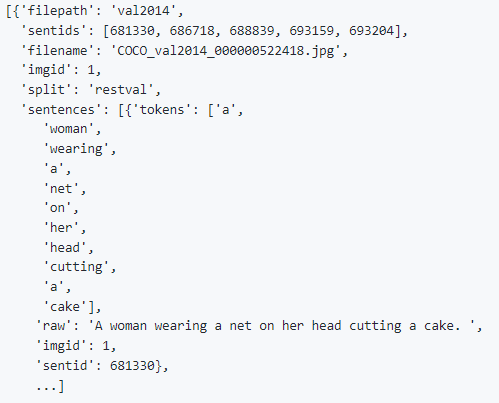 [{'filepath': 'val2014',
'sentids': [681330, 686718, 688839, 693159, 693204],
'filename': 'COCO_val2014_000000522418.jpg',
'imgid': 1,
'split': 'restval',
'sentences': [{'tokens': ['a',
'woman',
'wearing',
'a',
'net',
'on',
'her',
'head',
'cutting',
'a',
'cake'],
'raw': 'A woman wearing a net on her head cutting a cake. ',
'imgid': 1,
'sentid': 681330},
...]